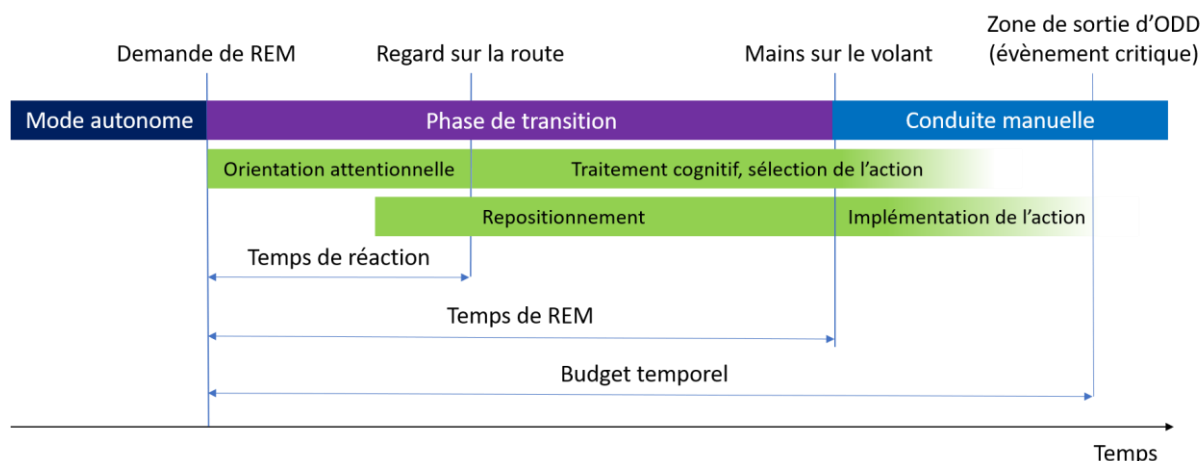 Zone de sortie d’ODD
Demande de REM Regard sur la route Mains sur le volant (évènement critique)
Mode autonome Phase de transition Conduite manuelle
Orientation attentionnelle Traitement cognitif, sélection de l’action
Repositionnement Implémentation de l’action
Temps de réaction
Temps de REM
Budget temporel
Temps